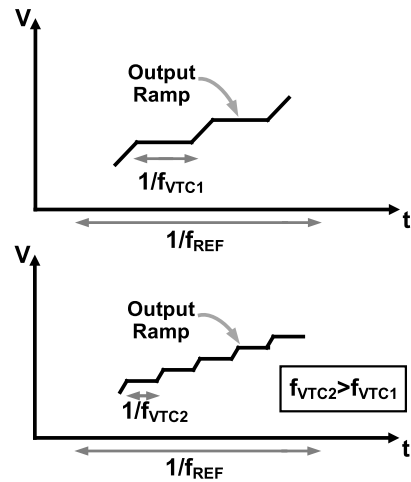 V
Output
Ramp
1/fVTC1
t
1/fREF
V
Output
Ramp
fVTC2>fVTC1
1/fVTC2
t
1/fREF